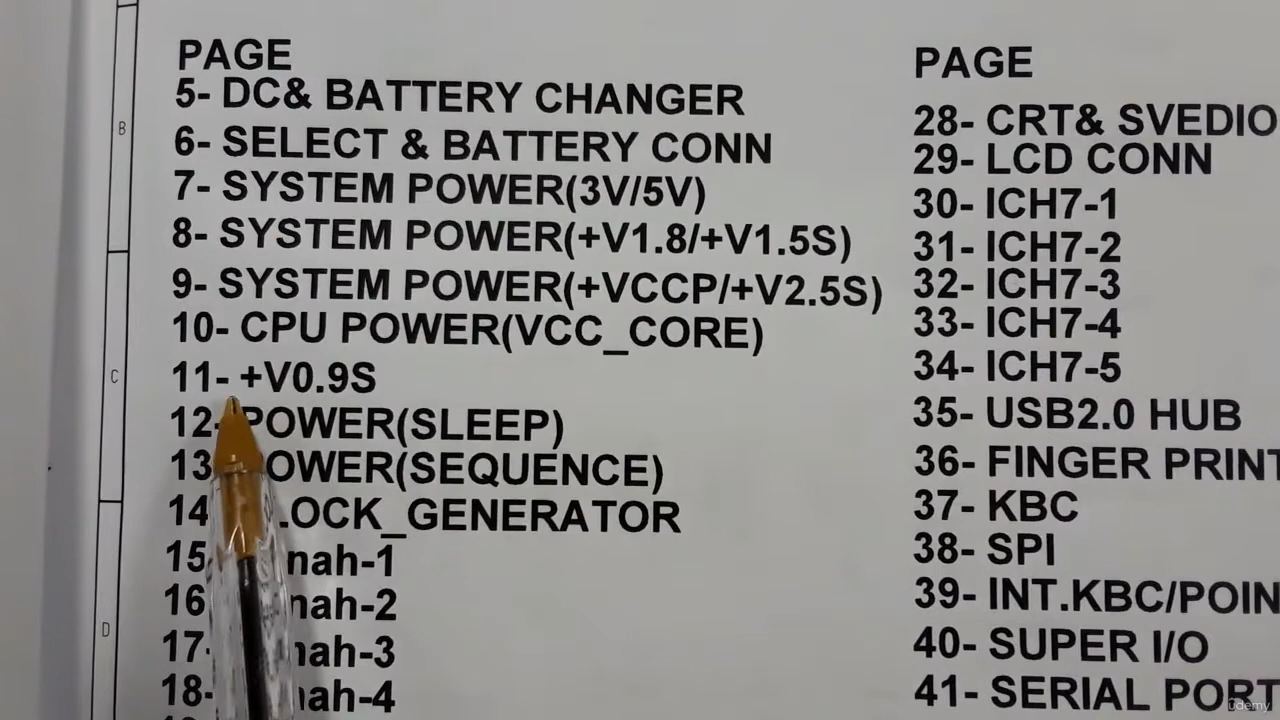 PAGE
5- DC& BATTERY CHANGER
6- SELECT & BATTERY CONN
7- SYSTEM POWER(3V/5V)
8- SYSTEM POWER(+V1.8/+V1.5S)
9- SYSTEM POWER(+VCCP/+V2.5S)
10- CPU POWER(VCC_CORE)
11- +V0.9S
12- POWER(SLEEP)
13 OWER(SEQUENCE)
14 LOCK_GENERATOR
15- nah-1
16 nah-2
17- nah-3
18- nah-4
PAGE
28- CRT& SVEDIO
29- LCD CONN
30- ICH7-1
31- ICH7-2
32- ICH7-3
33- ICH7-4
34- ICH7-5
35- USB2.0 HUB
36- FINGER PRINT
37- KBC
38- SPI
39- INT.KBC/POIN
40- SUPER I/O
41- SERIAL PORT
B
C
D
udemy